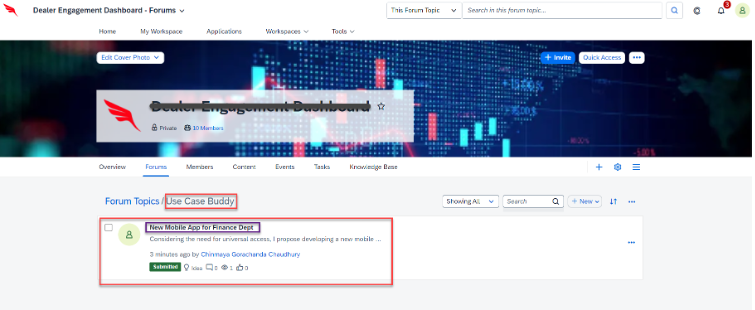 Dealer Engagement Dashboard - Forums
This Forum Topic
Search in this forum topic...
3
Home My Workspace Applications Workspaces Tools
Edit Cover Photo
+ Invite Quick Access
Dealer Engagement Dashboard
Private 10 Members
Overview Forums Members Content Events Tasks Knowledge Base
Forum Topics / Use Case Buddy
Showing All Search + New
New Mobile App for Finance Dept
Considering the need for universal access, I propose developing a new mobile ...
3 minutes ago by Chinmaya Gorachanda Chaudhury
Submitted Idea 0 1 0